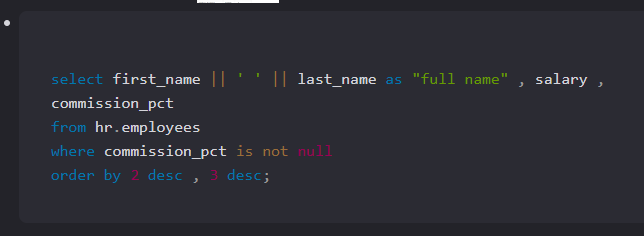 select first_name || ' ' || last_name as "full name" , salary ,
commission_pct
from hr.employees
where commission_pct is not null
order by 2 desc , 3 desc;